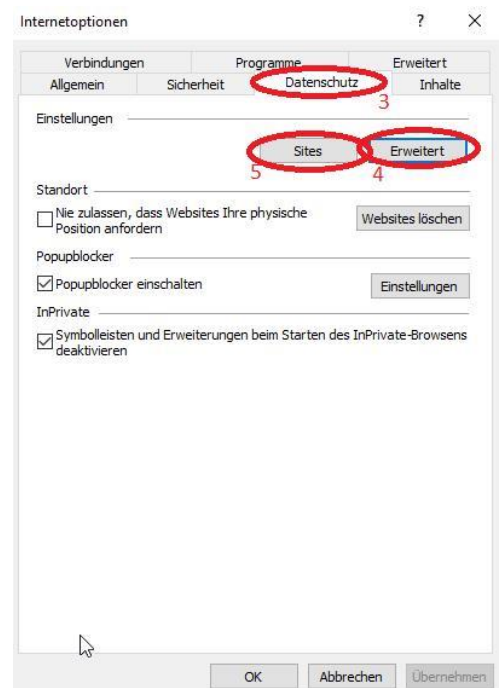 Internetoptionen ? X
Verbindungen Programme Erweitert
Allgemein Sicherheit Datenschutz Inhalte
3
Einstellungen
Sites Erweitert
5 4
Standort
Nie zulassen, dass Websites Ihre physische
Position anfordern
Websites löschen
Popupblocker
Popupblocker einschalten Einstellungen
InPrivate
Symbolleisten und Erweiterungen beim Starten des InPrivate-Browsens
deaktivieren
OK Abbrechen Übernehmen